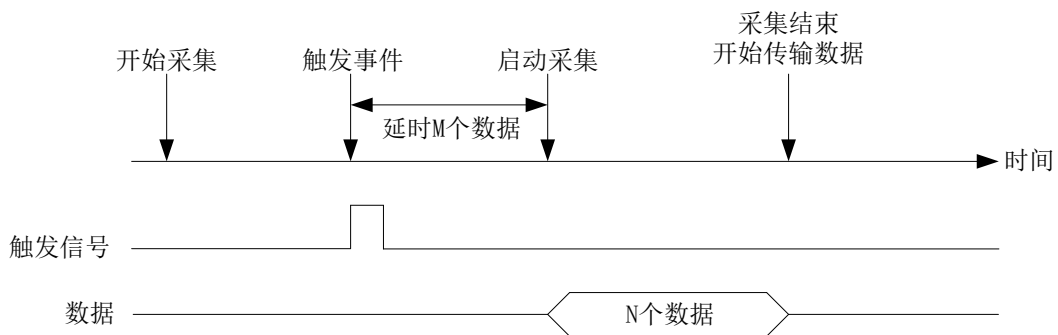 采集结束
开始传输数据
开始采集
触发事件
启动采集
延时M个数据
时间
触发信号
数据
N个数据